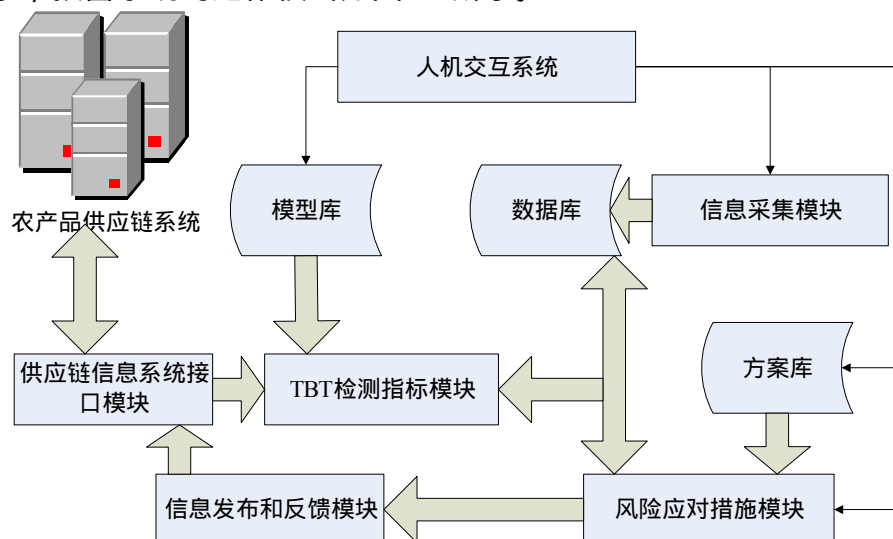 人机交互系统
模型库
数据库
信息采集模块
农产品供应链系统
供应链信息系统接
口模块
TBT检测指标模块
方案库
信息发布和反馈模块
风险应对措施模块